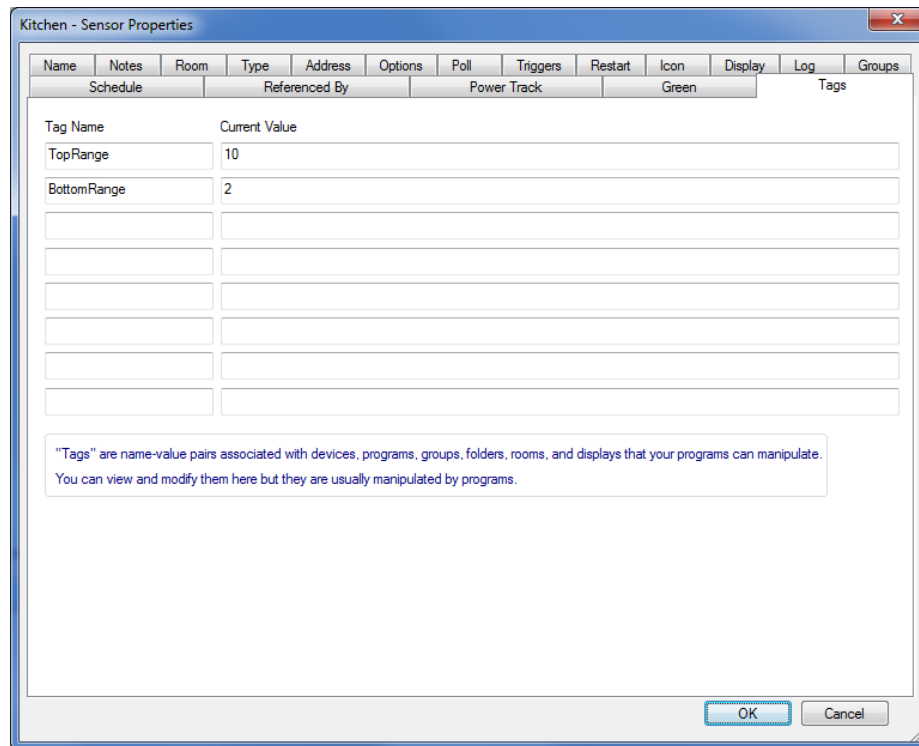 Kitchen - Sensor Properties
Name Notes Room Type Address Options Poll Triggers Restart Icon Display Log Groups
Schedule Referenced By Power Track Green Tags
Tag Name Current Value
TopRange 10
BottomRange 2
"Tags" are name-value pairs associated with devices, programs, groups, folders, rooms, and displays that your programs can manipulate.
You can view and modify them here but they are usually manipulated by programs.
OK Cancel